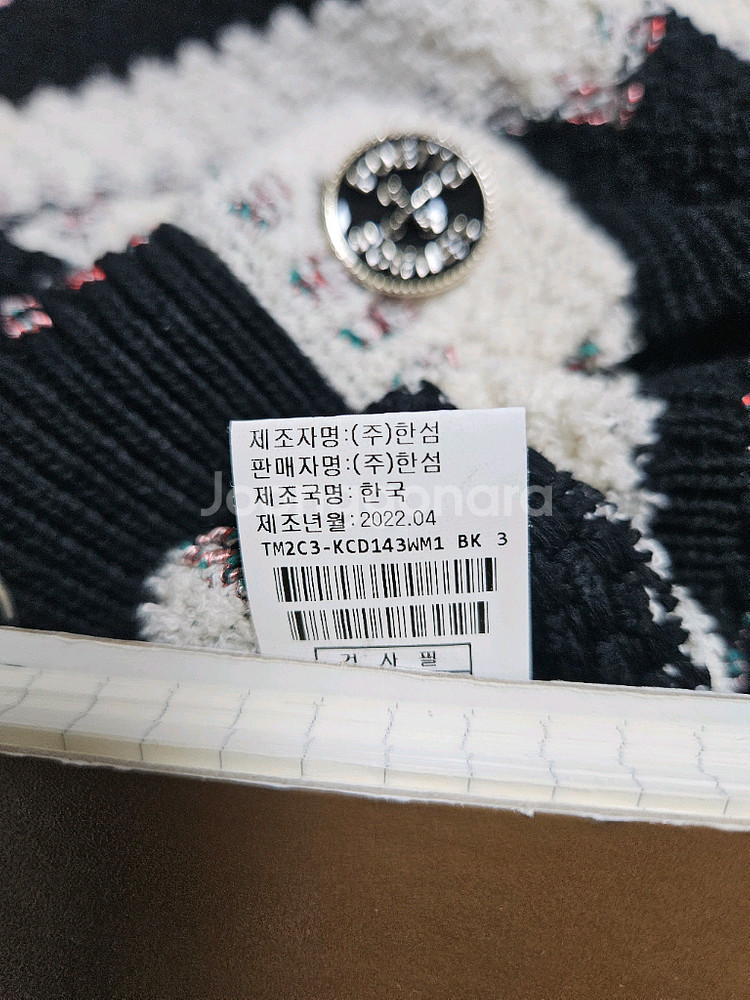 제조자명:(주)한섬
판매자명:(주)한섬
제조국명: 한국
제조년월: 2022.04
TM2C3-KCD143WM1 BK 3
검 사 필